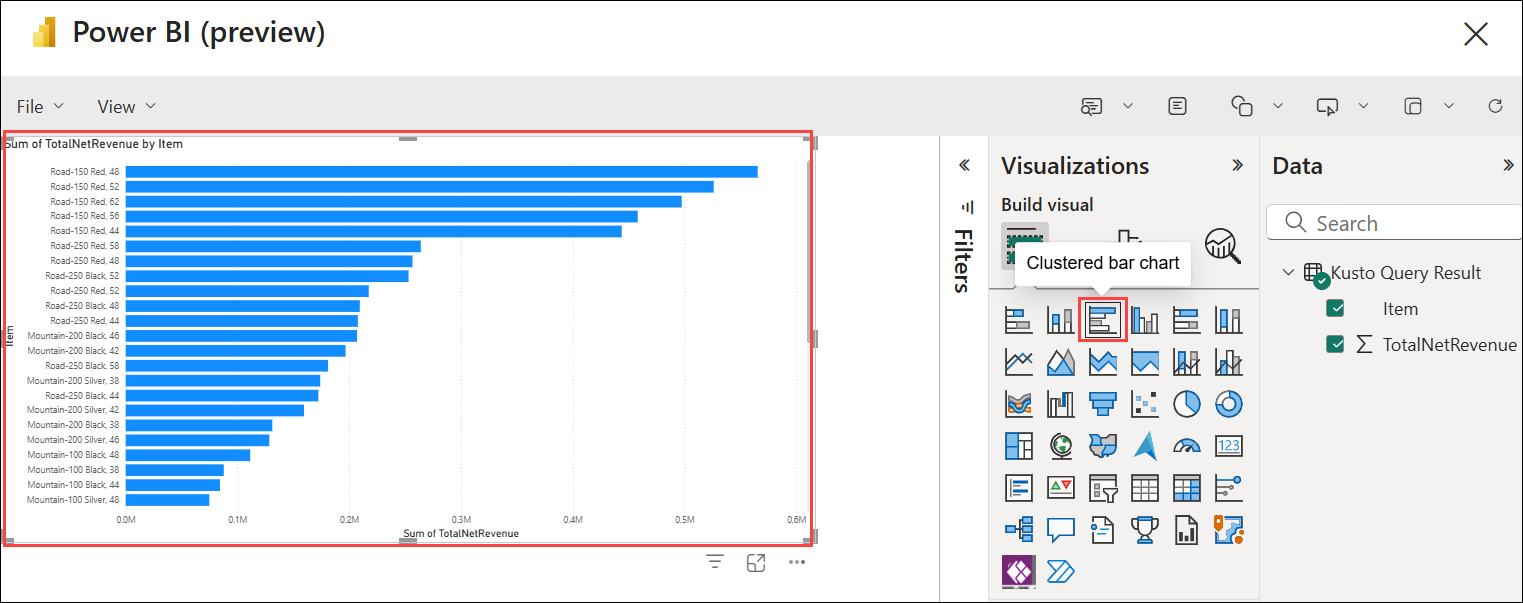 Power BI (preview)
File
View
Sum of TotalNetRevenue by Item
Road-150 Red, 48
Road-150 Red, 52
Road-150 Red, 62
Road-150 Red, 56
Road-150 Red, 44
Road-250 Red, 58
Road-250 Red, 48
Road-250 Black, 52
Road-250 Red, 52
Road-250 Black, 48
Road-250 Red, 44
Mountain-200 Black, 46
Mountain-200 Black, 42
Road-250 Black, 58
Mountain-200 Silver, 38
Road-250 Black, 44
Mountain-200 Silver, 42
Mountain-200 Black, 38
Mountain-200 Silver, 46
Mountain-100 Black, 48
Mountain-100 Black, 38
Mountain-100 Black, 44
Mountain-100 Silver, 48
Item
0.0M 0.1M 0.2M 0.3M 0.4M 0.5M 0.6M
Sum of TotalNetRevenue
Filters
Visualizations
Build visual
Clustered bar chart
123
Data
Search
Kusto Query Result
Item
∑ TotalNetRevenue